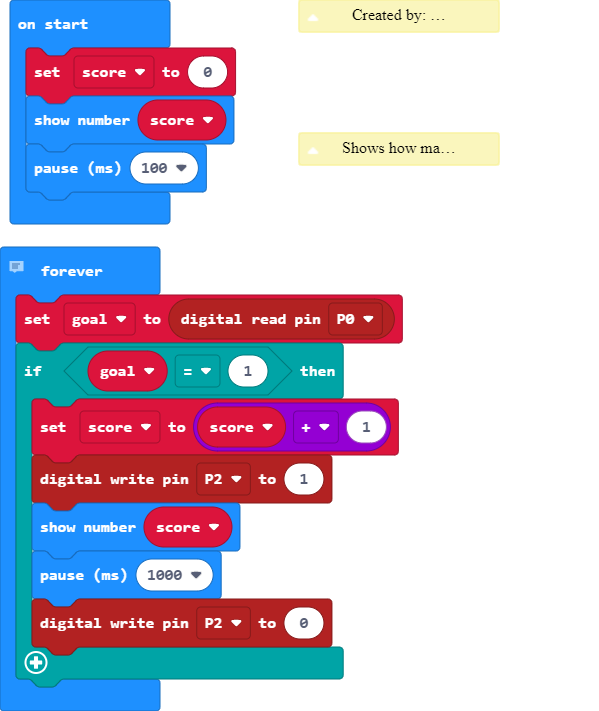 on start
set score to 0
show number score
pause (ms) 100
Created by: …
Shows how ma…
forever
set goal to digital read pin P0
if goal = 1 then
set score to score + 1
digital write pin P2 to 1
show number score
pause (ms) 1000
digital write pin P2 to 0